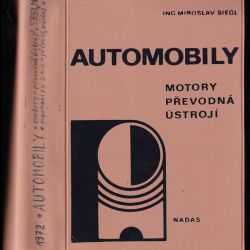 ING. MIROSLAV SIEGL
AUTOMOBILY
MOTORY
PŘEVODNÁ
ÚSTROJÍ
NADAS
1972 * AUTOMOBILY *